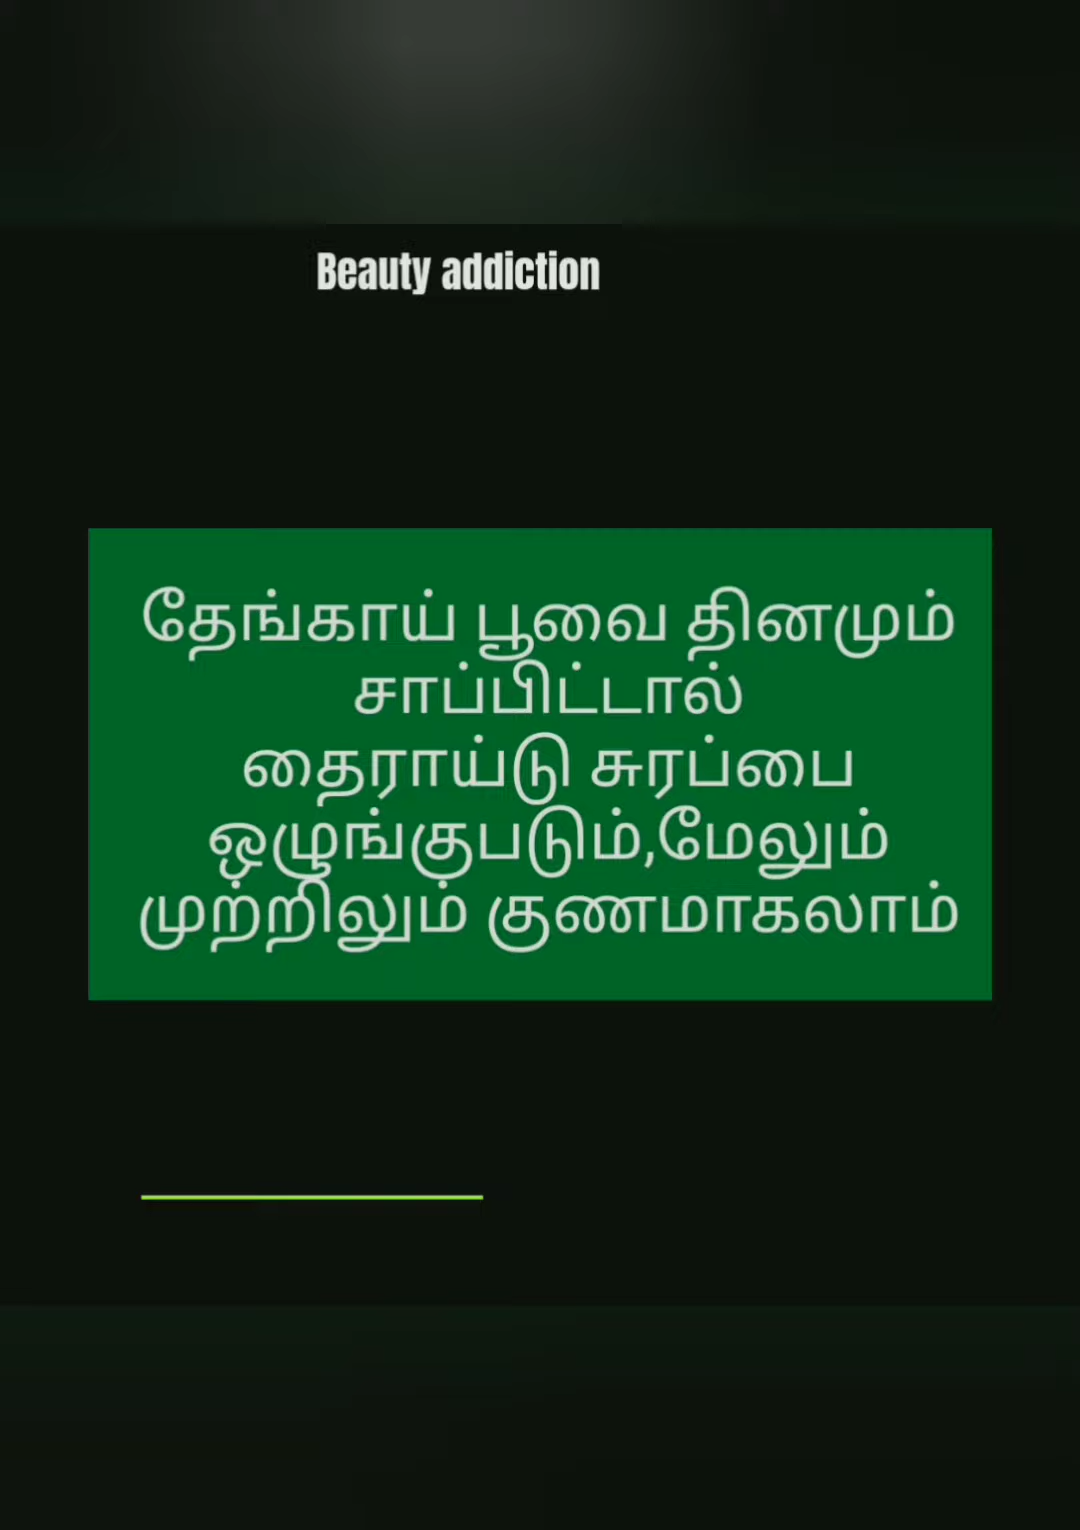 Beauty addiction
தேங்காய் பூவை தினமும்
சாப்பிட்டால்
தைராய்டு சுரப்பை
ஒழுங்குபடும்,மேலும்
முற்றிலும் குணமாகலாம்